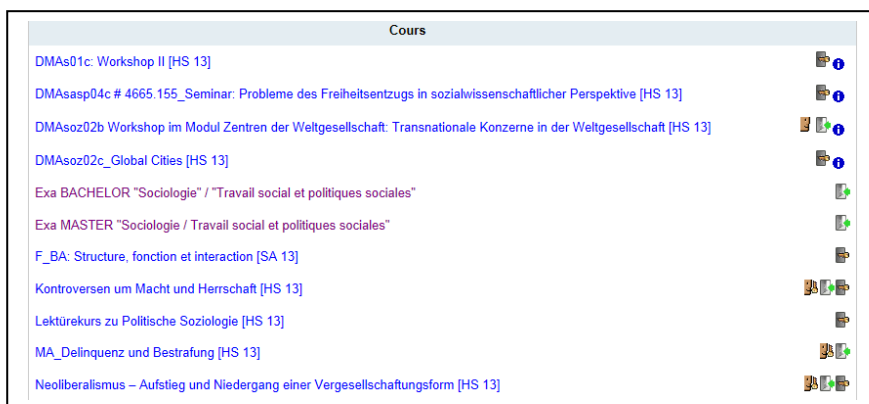 Cours
DMAs01c: Workshop II [HS 13]
DMAsasp04c # 4665.155_Seminar: Probleme des Freiheitsentzugs in sozialwissenschaftlicher Perspektive [HS 13]
DMAsoz02b Workshop im Modul Zentren der Weltgesellschaft: Transnationale Konzerne in der Weltgesellschaft [HS 13]
DMAsoz02c_Global Cities [HS 13]
Exa BACHELOR "Sociologie" / "Travail social et politiques sociales"
Exa MASTER "Sociologie / Travail social et politiques sociales"
F_BA: Structure, fonction et interaction [SA 13]
Kontroversen um Macht und Herrschaft [HS 13]
Lektürekurs zu Politische Soziologie [HS 13]
MA_Delinquenz und Bestrafung [HS 13]
Neoliberalismus – Aufstieg und Niedergang einer Vergesellschaftungsform [HS 13]